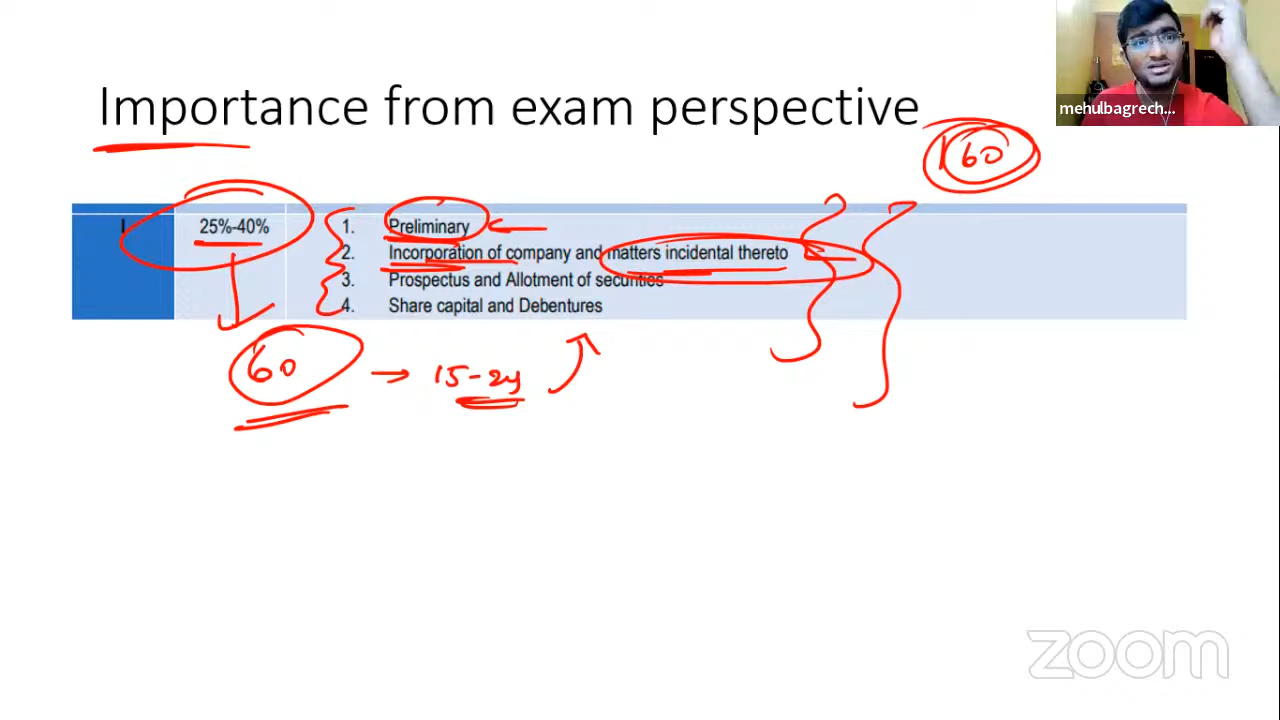 mehulbagrech...
Importance from exam perspective
60
I 25%-40% 1. Preliminary
2. Incorporation of company and matters incidental thereto
3. Prospectus and Allotment of securities
4. Share capital and Debentures
60 → 15-24
zoom